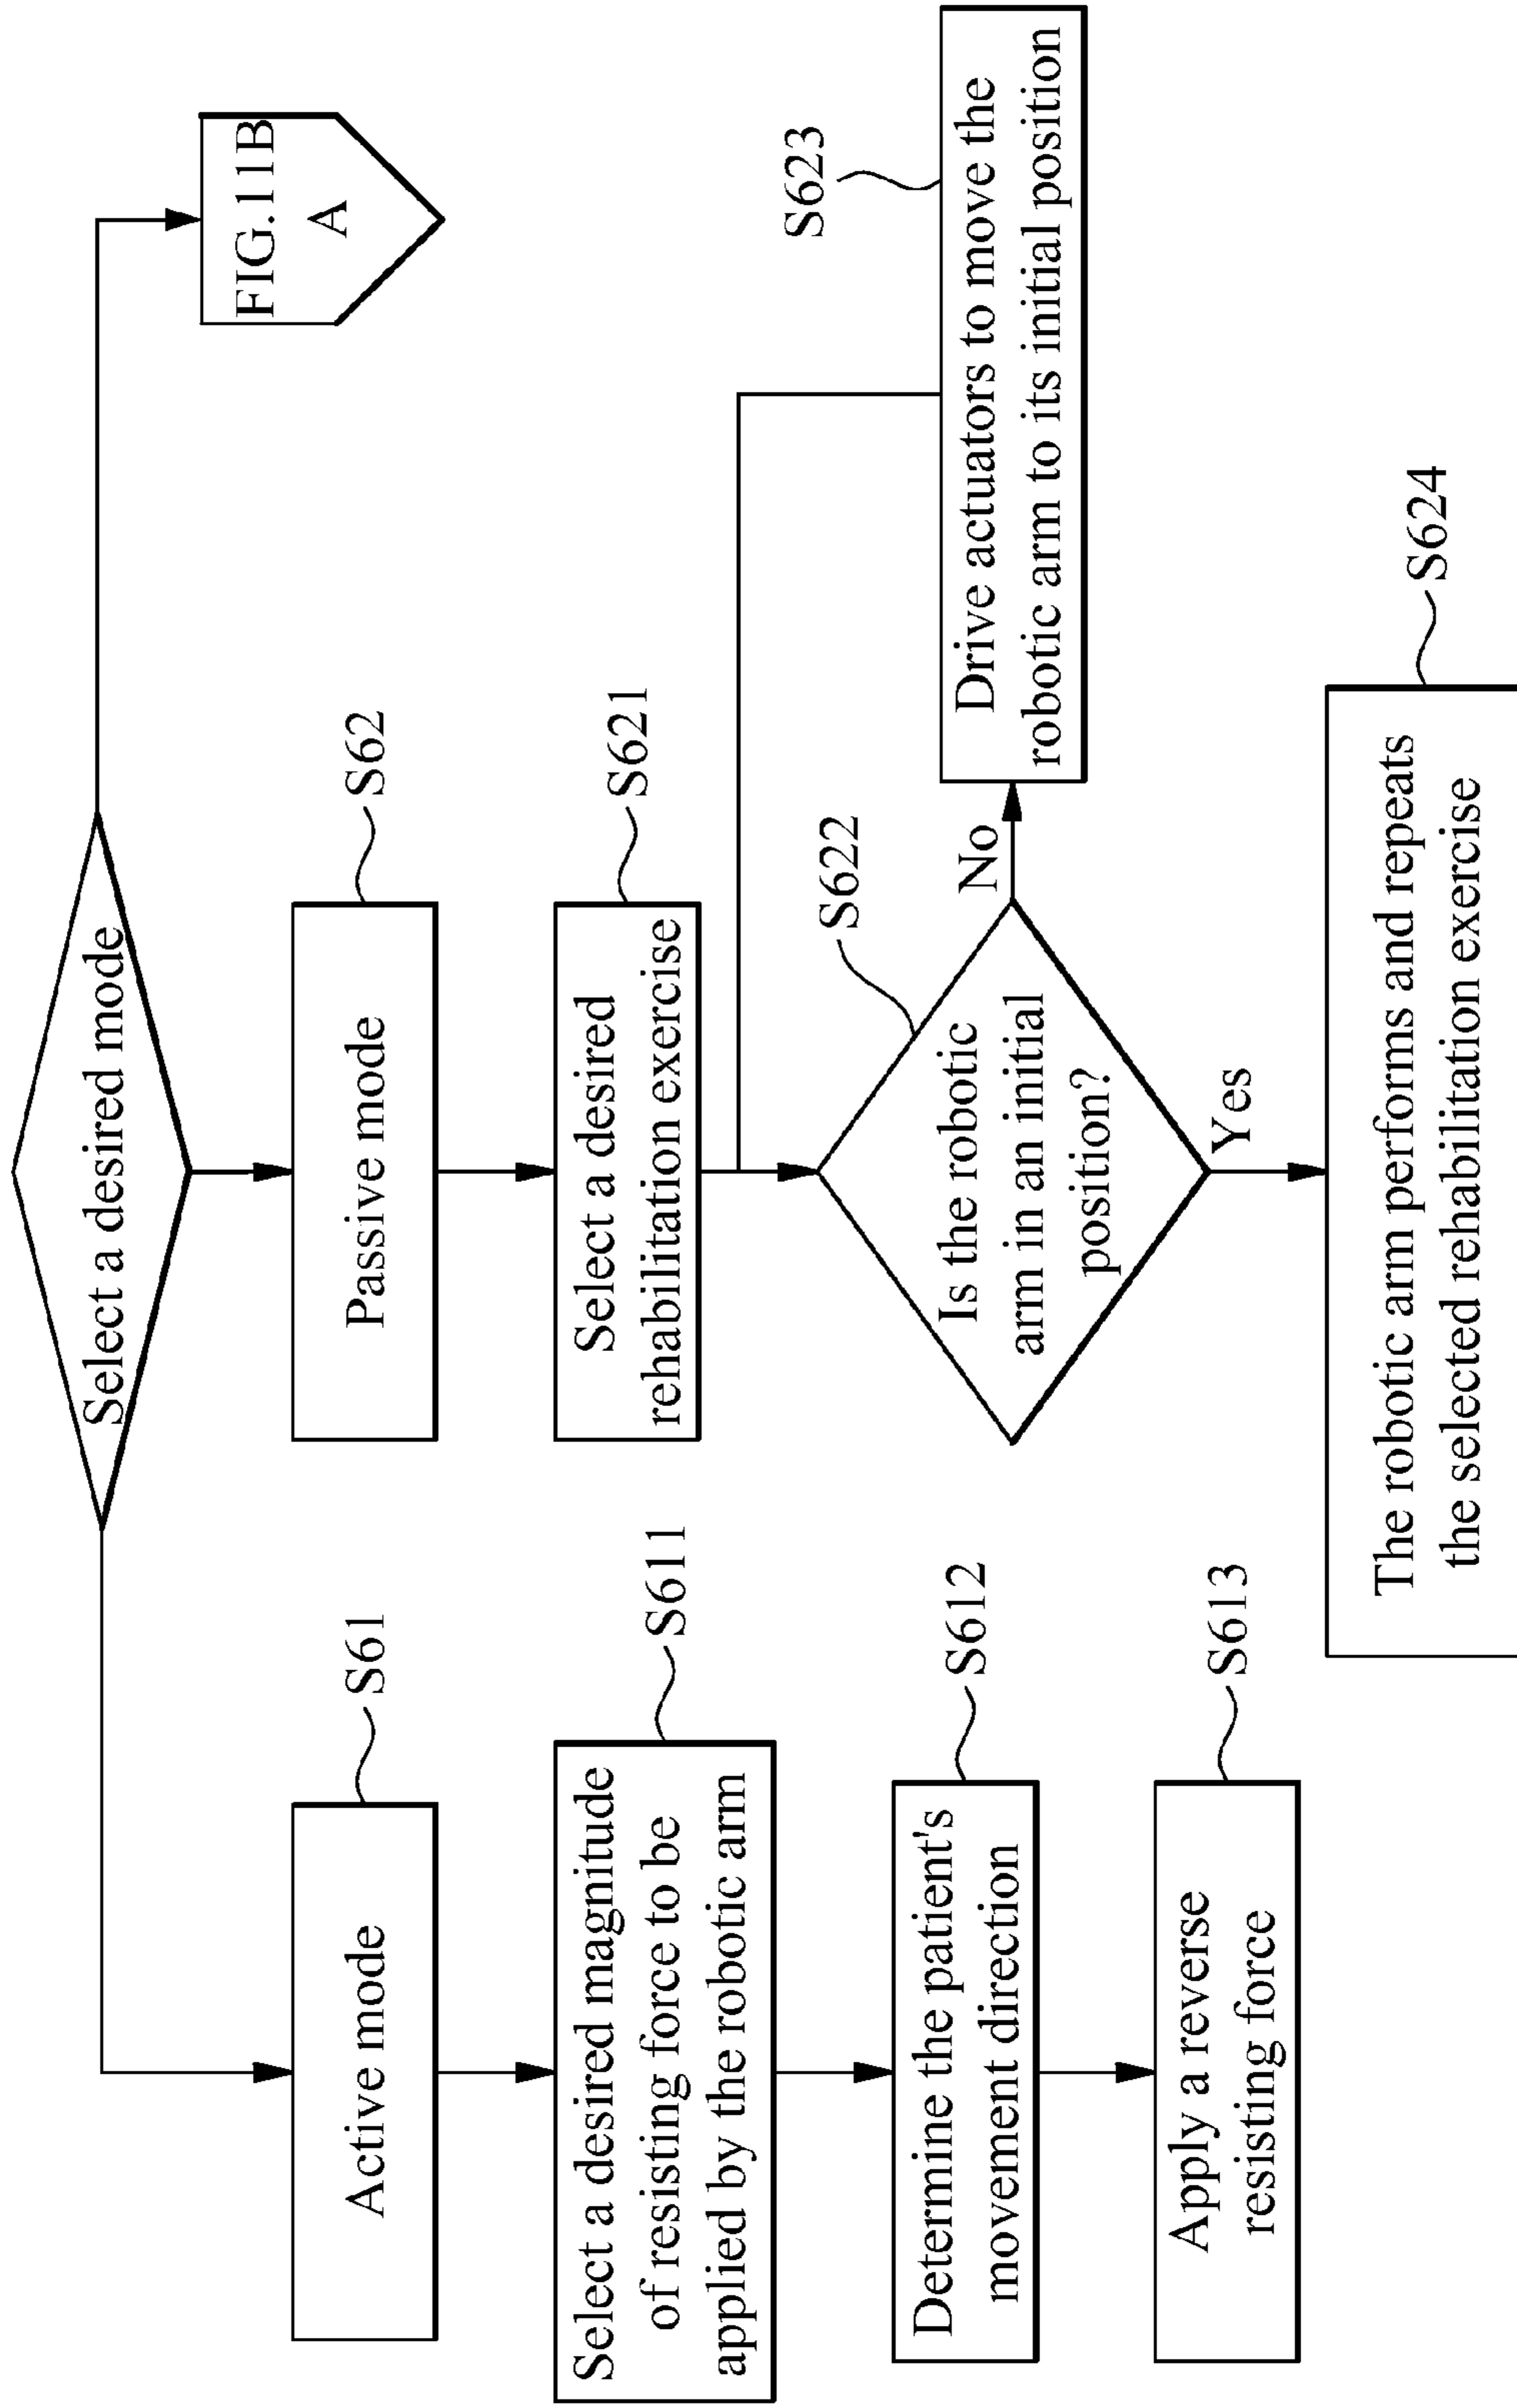 Select a desired mode
FIG.11B
A
Active mode
S61
Select a desired magnitude
of resisting force to be
applied by the robotic arm
S611
Determine the patient's
movement direction
S612
Apply a reverse
resisting force
S613
Passive mode
S62
Select a desired
rehabilitation exercise
S621
Is the robotic
arm in an initial
position?
S622
No
Yes
Drive actuators to move the
robotic arm to its initial position
S623
The robotic arm performs and repeats
the selected rehabilitation exercise
S624